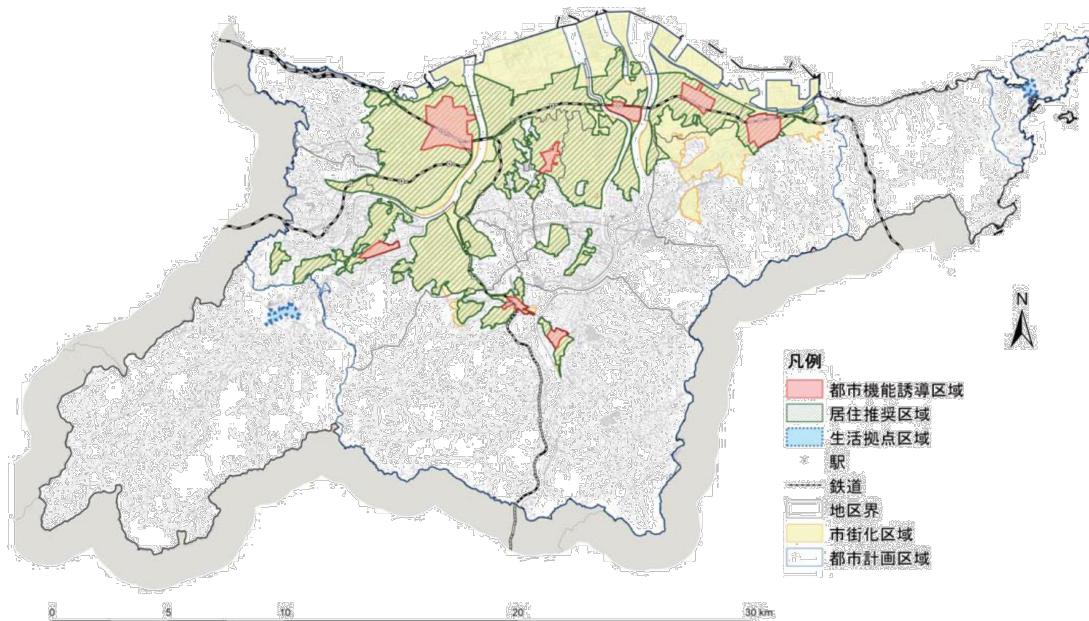 N
凡例
都市機能誘導区域
居住推奨区域
生活拠点区域
駅
鉄道
地区界
市街化区域
都市計画区域
0 5 10 20 30 km